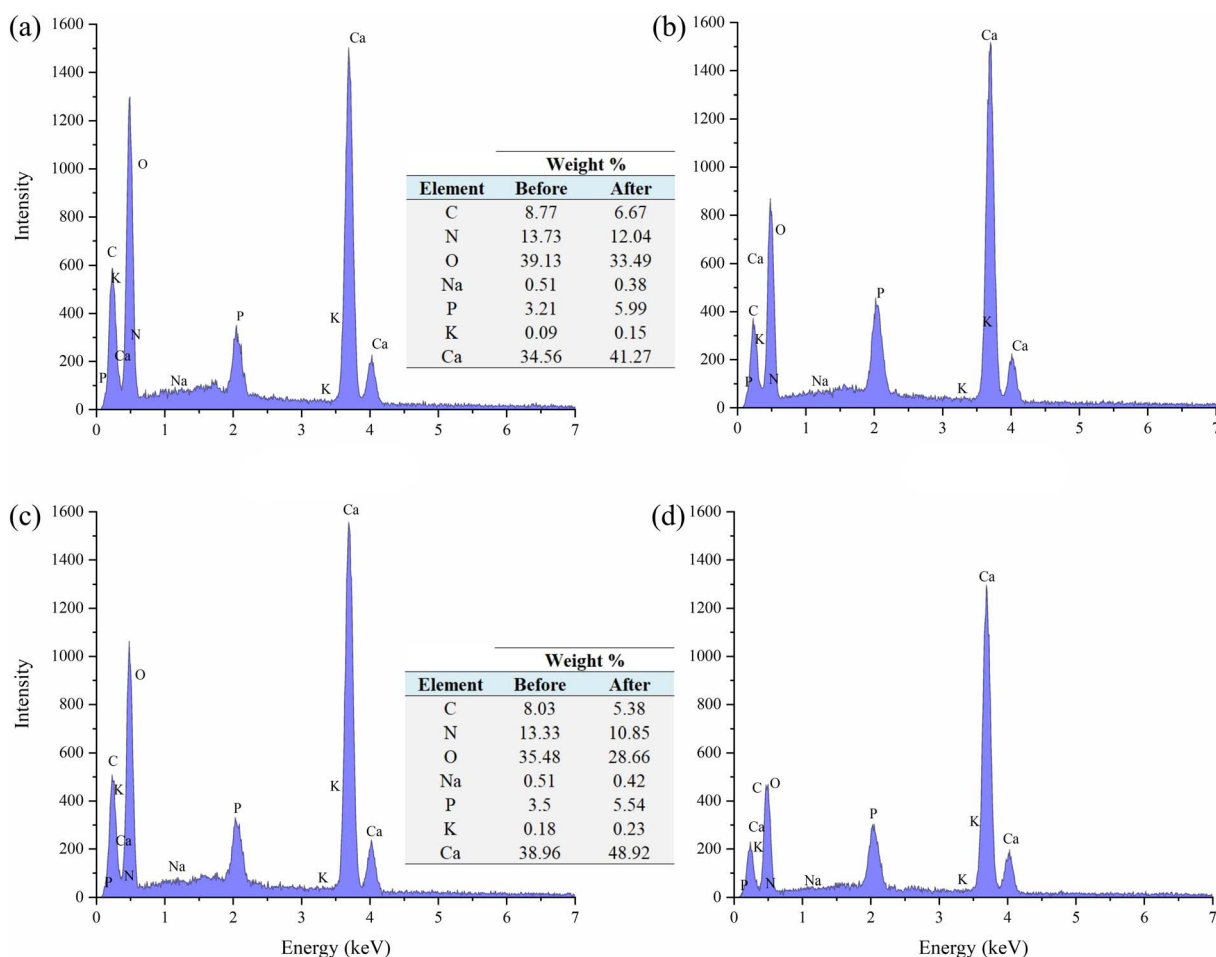 (a)
1600
1400
1200
1000
800
600
400
200
0
Intensity
0 1 2 3 4 5 6 7
P
C
K
Ca
O
N
Na
P
K
K
Ca
Ca
Weight %
Element Before After
C 8.77 6.67
N 13.73 12.04
O 39.13 33.49
Na 0.51 0.38
P 3.21 5.99
K 0.09 0.15
Ca 34.56 41.27
(b)
1600
1400
1200
1000
800
600
400
200
0
0 1 2 3 4 5 6 7
Ca
C
K
P
O
N
Na
P
K
K
Ca
Ca
(c)
1600
1400
1200
1000
800
600
400
200
0
Intensity
0 1 2 3 4 5 6 7
Energy (keV)
C
K
Ca
P
N
O
Na
P
K
K
Ca
Ca
Weight %
Element Before After
C 8.03 5.38
N 13.33 10.85
O 35.48 28.66
Na 0.51 0.42
P 3.5 5.54
K 0.18 0.23
Ca 38.96 48.92
(d)
1600
1400
1200
1000
800
600
400
200
0
0 1 2 3 4 5 6 7
Energy (keV)
C
O
Ca
K
P
N
Na
P
K
K
Ca
Ca